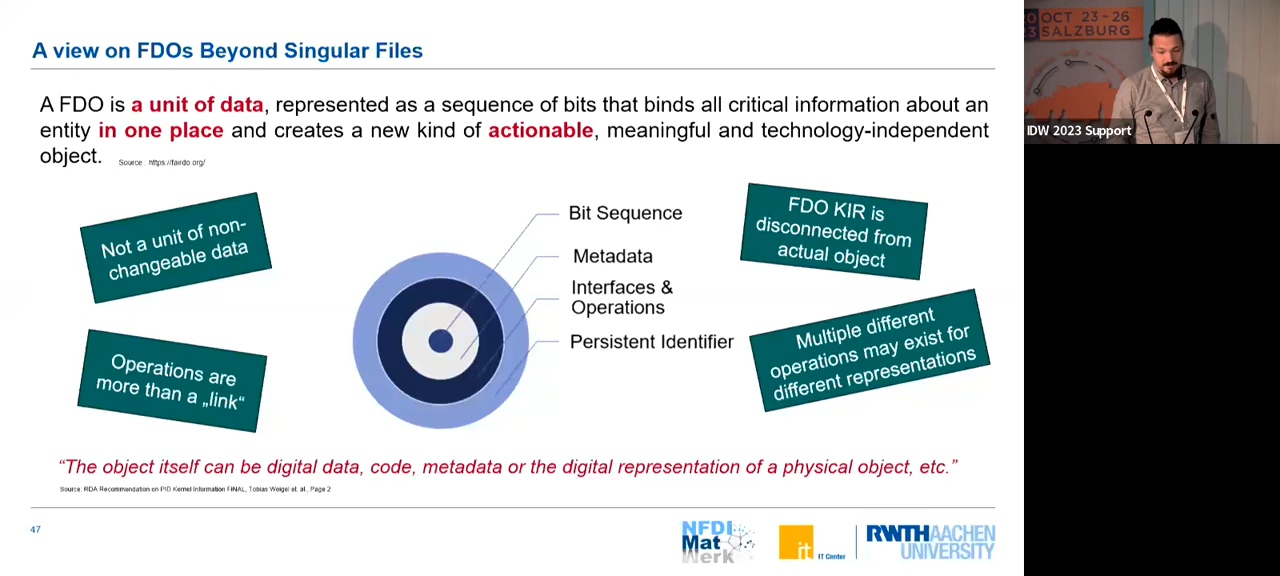 A view on FDOs Beyond Singular Files
A FDO is a unit of data, represented as a sequence of bits that binds all critical information about an
entity in one place and creates a new kind of actionable, meaningful and technology-independent
object. Source : https://fairdo.org/
Not a unit of non-
changeable data
Operations are
more than a „link“
Bit Sequence
Metadata
Interfaces &
Operations
Persistent Identifier
FDO KIR is
disconnected from
actual object
Multiple different
operations may exist for
different representations
“The object itself can be digital data, code, metadata or the digital representation of a physical object, etc.”
Source: RDA Recommendation on PID Kernel Information FINAL, Tobias Weigel et. al., Page 2
47
NFDI
Mat
Werk
it IT Center
RWTHAACHEN
UNIVERSITY
OCT 23-26
SALZBURG
IDW 2023 Support